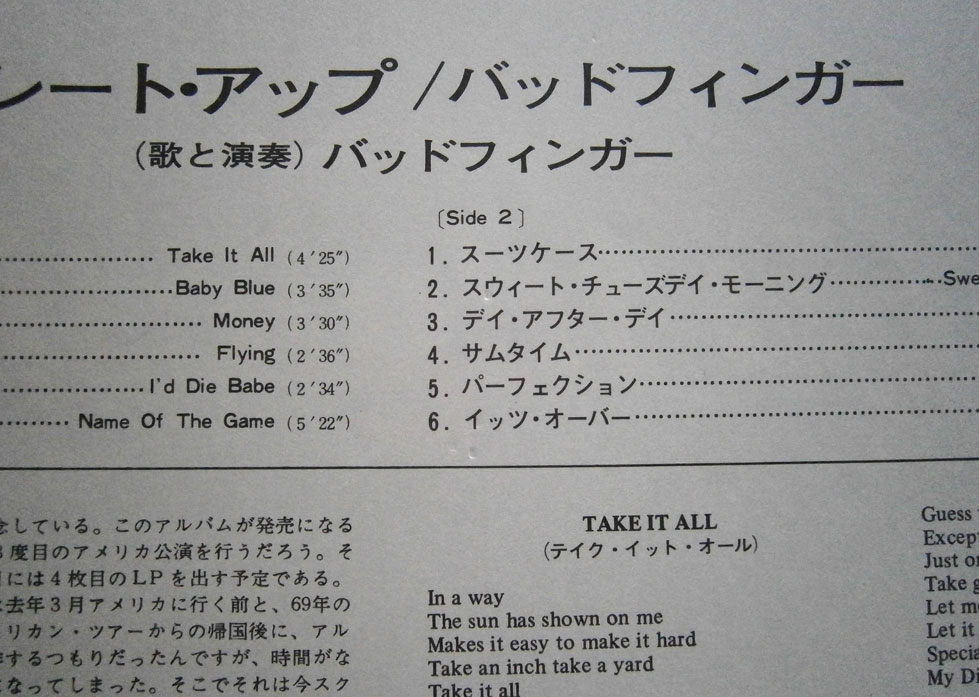 レート・アップ/バッドフィンガー
(歌と演奏)バッドフィンガー
Take It All (4′25″)
Baby Blue (3′35″)
Money (3′30″)
Flying (2′36″)
I'd Die Babe (2′34″)
Name Of The Game (5′22″)
〔Side 2〕
1. スーツケース
2. スウィート・チューズデイ・モーニング Swe
3. デイ・アフター・デイ
4. サムタイム
5. パーフェクション
6. イッツ・オーバー
念している。このアルバムが発売になる
3度目のアメリカ公演を行うだろう。そ
には4枚目のLPを出す予定である。
去年3月アメリカに行く前と、69年の
リカン・ツアーからの帰国後に、アル
するつもりだったんですが、時間がな
なってしまった。そこでそれは今スク
TAKE IT ALL
(テイク・イット・オール)
In a way
The sun has shown on me
Makes it easy to make it hard
Take an inch take a yard
Take it all
Guess
Excep
Just o
Take g
Let m
Let it
Specia
My Di